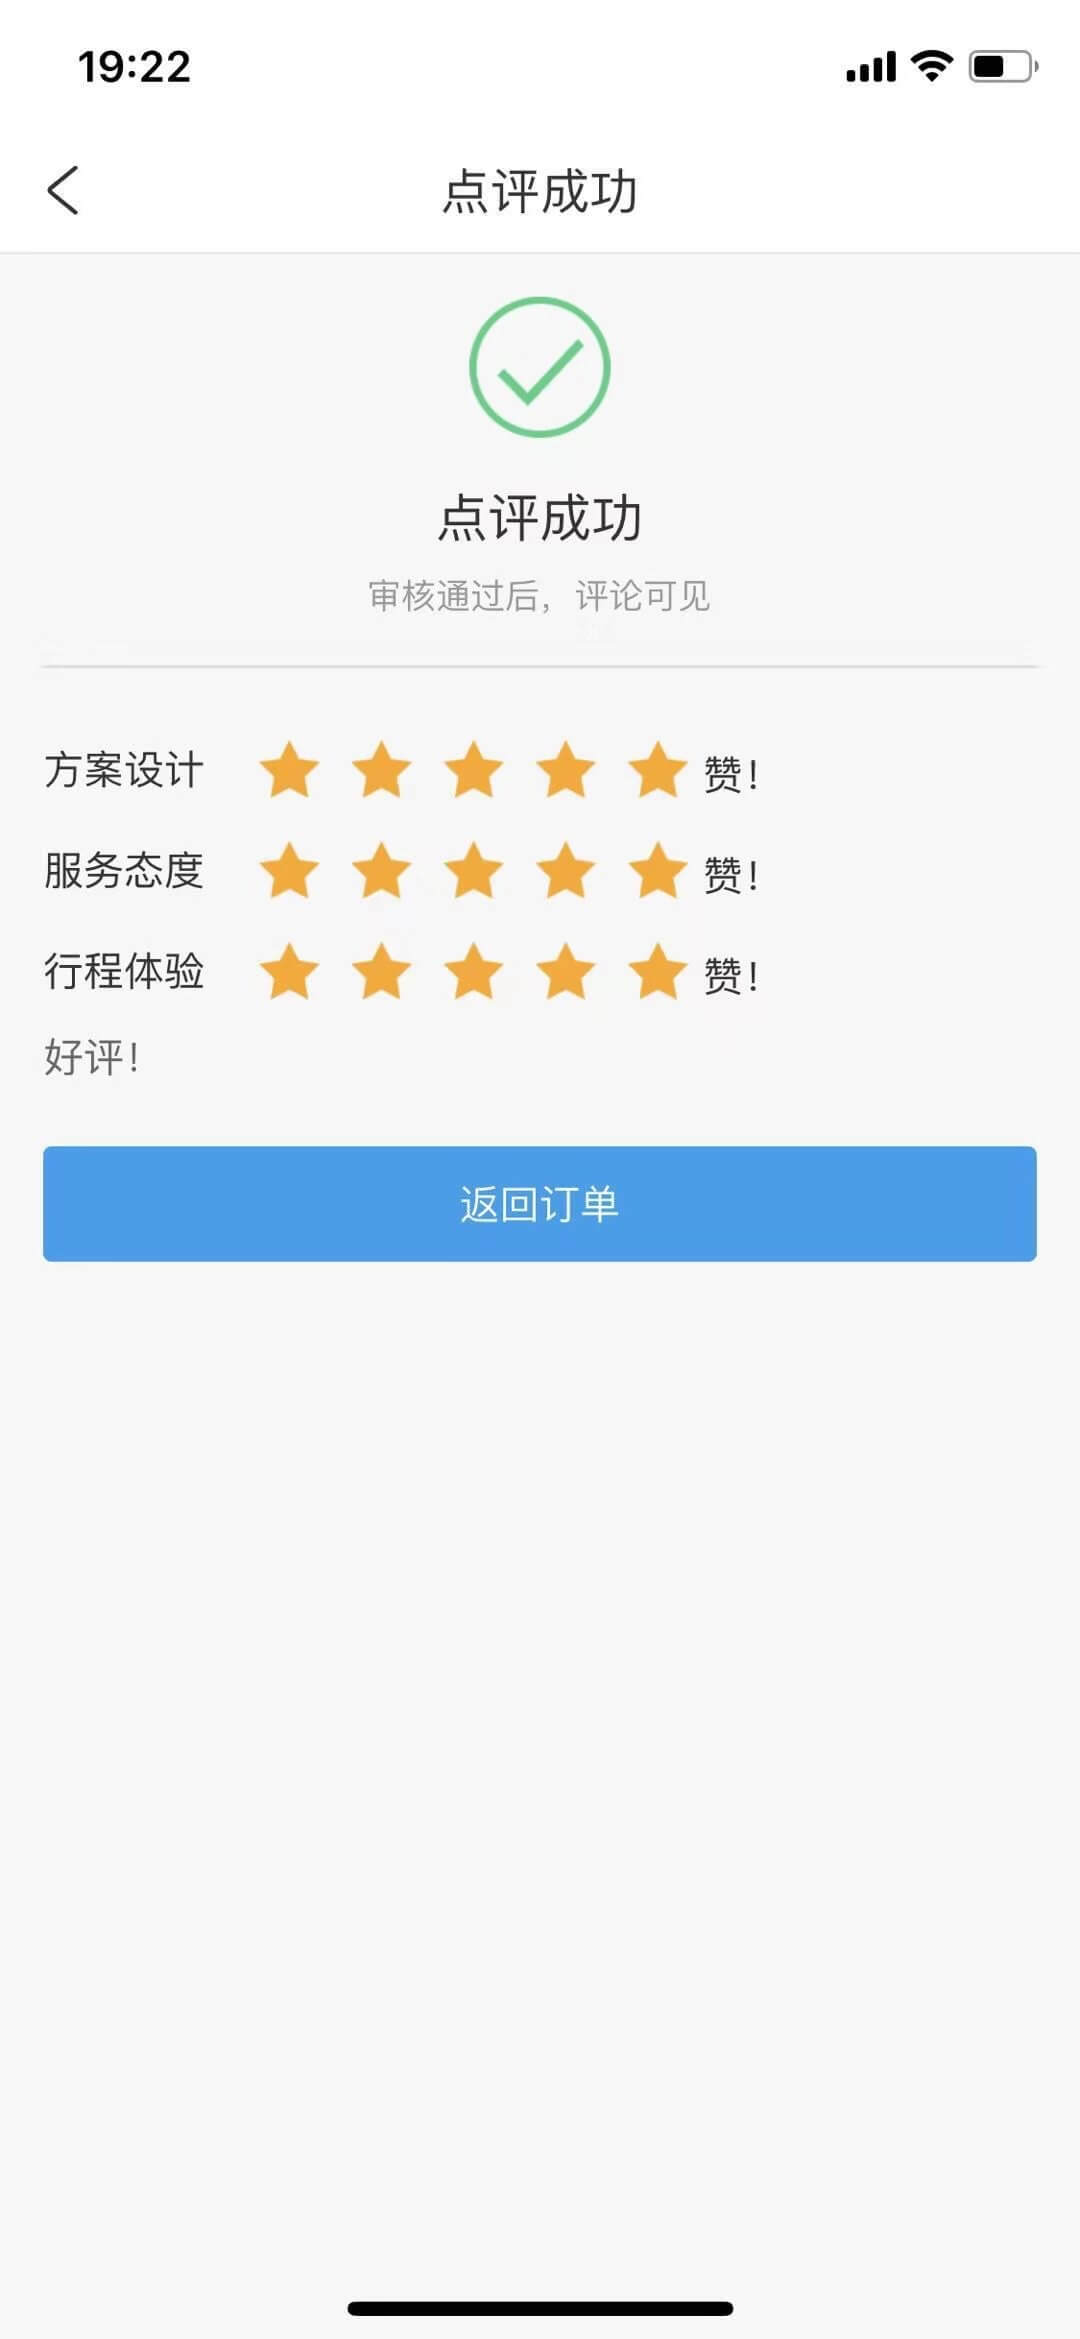 19:22
点评成功
点评成功
审核通过后，评论可见
方案设计 赞！
服务态度 赞！
行程体验 赞！
好评！
返回订单